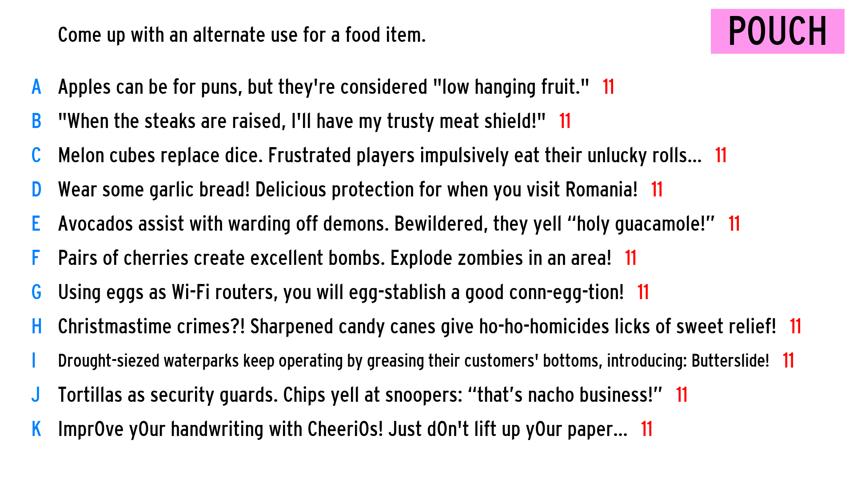 Come up with an alternate use for a food item.
POUCH
A Apples can be for puns, but they're considered "low hanging fruit." 11
B "When the steaks are raised, I'll have my trusty meat shield!" 11
C Melon cubes replace dice. Frustrated players impulsively eat their unlucky rolls... 11
D Wear some garlic bread! Delicious protection for when you visit Romania! 11
E Avocados assist with warding off demons. Bewildered, they yell “holy guacamole!” 11
F Pairs of cherries create excellent bombs. Explode zombies in an area! 11
G Using eggs as Wi-Fi routers, you will egg-stablish a good conn-egg-tion! 11
H Christmastime crimes?! Sharpened candy canes give ho-ho-homicides licks of sweet relief! 11
I Drought-siezed waterparks keep operating by greasing their customers' bottoms, introducing: Butterslide! 11
J Tortillas as security guards. Chips yell at snoopers: “that’s nacho business!” 11
K Impr0ve y0ur handwriting with Cheeri0s! Just d0n't lift up y0ur paper... 11